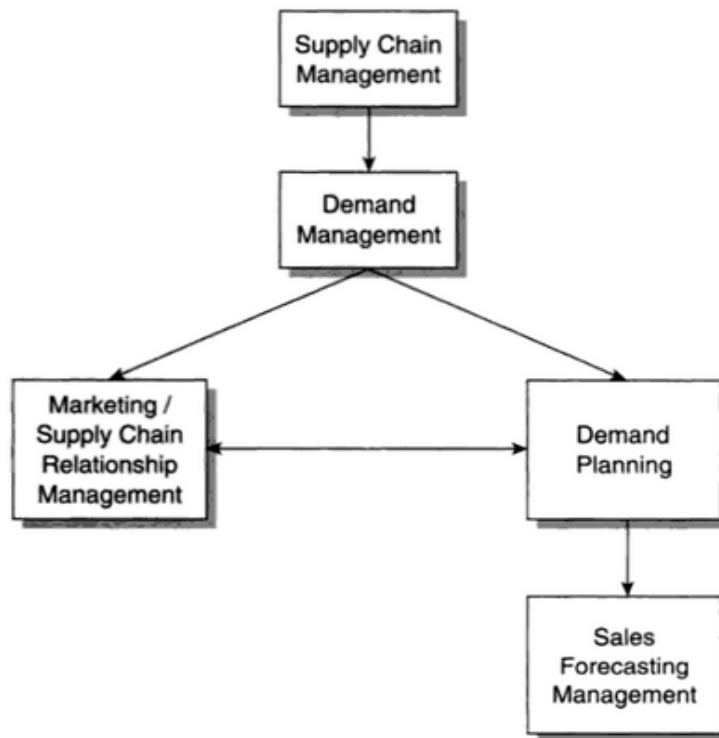 Supply Chain
Management
Demand
Management
Marketing /
Supply Chain
Relationship
Management
Demand
Planning
Sales
Forecasting
Management